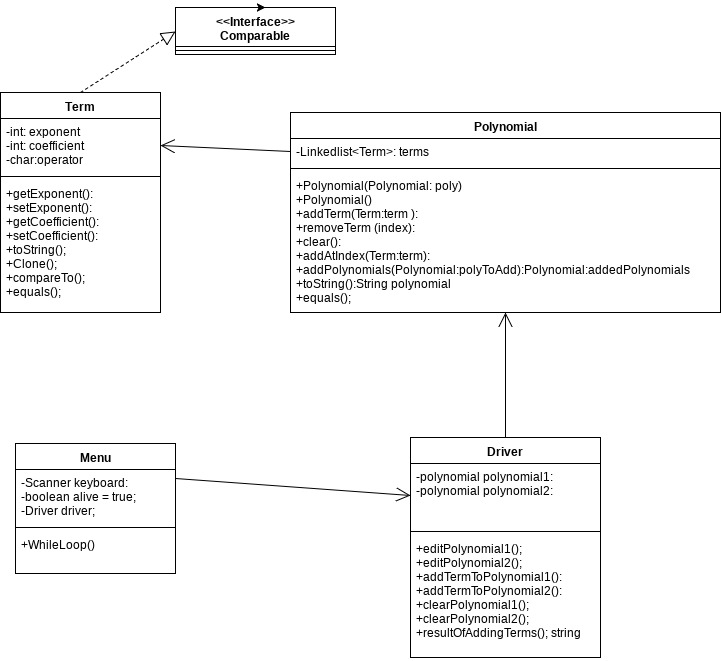 <<Interface>>
Comparable
Term
-int: exponent
-int: coefficient
-char:operator
+getExponent():
+setExponent():
+getCoefficient():
+setCoefficient():
+toString();
+Clone();
+compareTo();
+equals();
Polynomial
-Linkedlist<Term>: terms
+Polynomial(Polynomial: poly)
+Polynomial()
+addTerm(Term:term ):
+removeTerm (index):
+clear():
+addAtIndex(Term:term):
+addPolynomials(Polynomial:polyToAdd):Polynomial:addedPolynomials
+toString():String polynomial
+equals();
Menu
-Scanner keyboard:
-boolean alive = true;
-Driver driver;
+WhileLoop()
Driver
-polynomial polynomial1:
-polynomial polynomial2:
+editPolynomial1();
+editPolynomial2();
+addTermToPolynomial1():
+addTermToPolynomial2():
+clearPolynomial1();
+clearPolynomial2();
+resultOfAddingTerms(); string